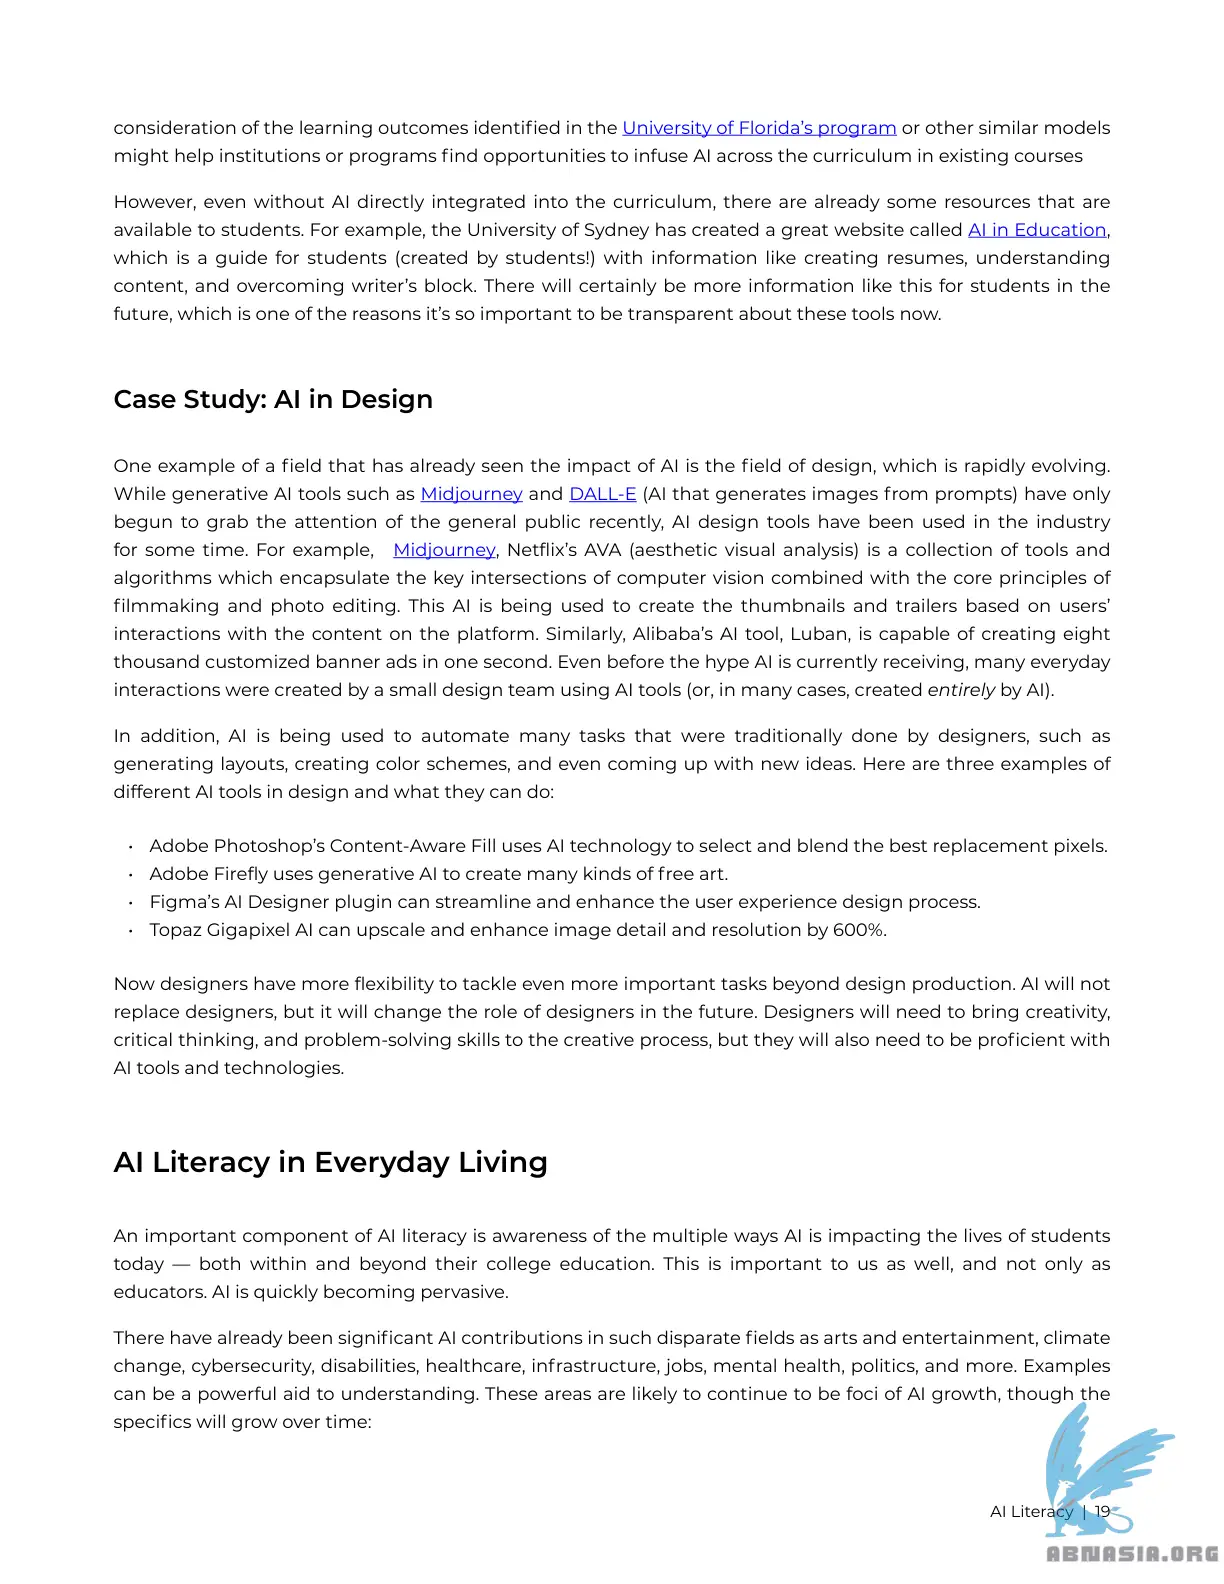 consideration of the learning outcomes identified in the University of Florida’s program or other similar models
might help institutions or programs find opportunities to infuse AI across the curriculum in existing courses
However, even without AI directly integrated into the curriculum, there are already some resources that are
available to students. For example, the University of Sydney has created a great website called AI in Education,
which is a guide for students (created by students!) with information like creating resumes, understanding
content, and overcoming writer’s block. There will certainly be more information like this for students in the
future, which is one of the reasons it’s so important to be transparent about these tools now.
Case Study: AI in Design
One example of a field that has already seen the impact of AI is the field of design, which is rapidly evolving.
While generative AI tools such as Midjourney and DALL-E (AI that generates images from prompts) have only
begun to grab the attention of the general public recently, AI design tools have been used in the industry
for some time. For example, Midjourney, Netflix’s AVA (aesthetic visual analysis) is a collection of tools and
algorithms which encapsulate the key intersections of computer vision combined with the core principles of
filmmaking and photo editing. This AI is being used to create the thumbnails and trailers based on users’
interactions with the content on the platform. Similarly, Alibaba’s AI tool, Luban, is capable of creating eight
thousand customized banner ads in one second. Even before the hype AI is currently receiving, many everyday
interactions were created by a small design team using AI tools (or, in many cases, created entirely by AI).
In addition, AI is being used to automate many tasks that were traditionally done by designers, such as
generating layouts, creating color schemes, and even coming up with new ideas. Here are three examples of
different AI tools in design and what they can do:
• Adobe Photoshop’s Content-Aware Fill uses AI technology to select and blend the best replacement pixels.
• Adobe Firefly uses generative AI to create many kinds of free art.
• Figma’s AI Designer plugin can streamline and enhance the user experience design process.
• Topaz Gigapixel AI can upscale and enhance image detail and resolution by 600%.
Now designers have more flexibility to tackle even more important tasks beyond design production. AI will not
replace designers, but it will change the role of designers in the future. Designers will need to bring creativity,
critical thinking, and problem-solving skills to the creative process, but they will also need to be proficient with
AI tools and technologies.
AI Literacy in Everyday Living
An important component of AI literacy is awareness of the multiple ways AI is impacting the lives of students
today — both within and beyond their college education. This is important to us as well, and not only as
educators. AI is quickly becoming pervasive.
There have already been significant AI contributions in such disparate fields as arts and entertainment, climate
change, cybersecurity, disabilities, healthcare, infrastructure, jobs, mental health, politics, and more. Examples
can be a powerful aid to understanding. These areas are likely to continue to be foci of AI growth, though the
specifics will grow over time:
AI Literacy | 19
ABNASIA.ORG